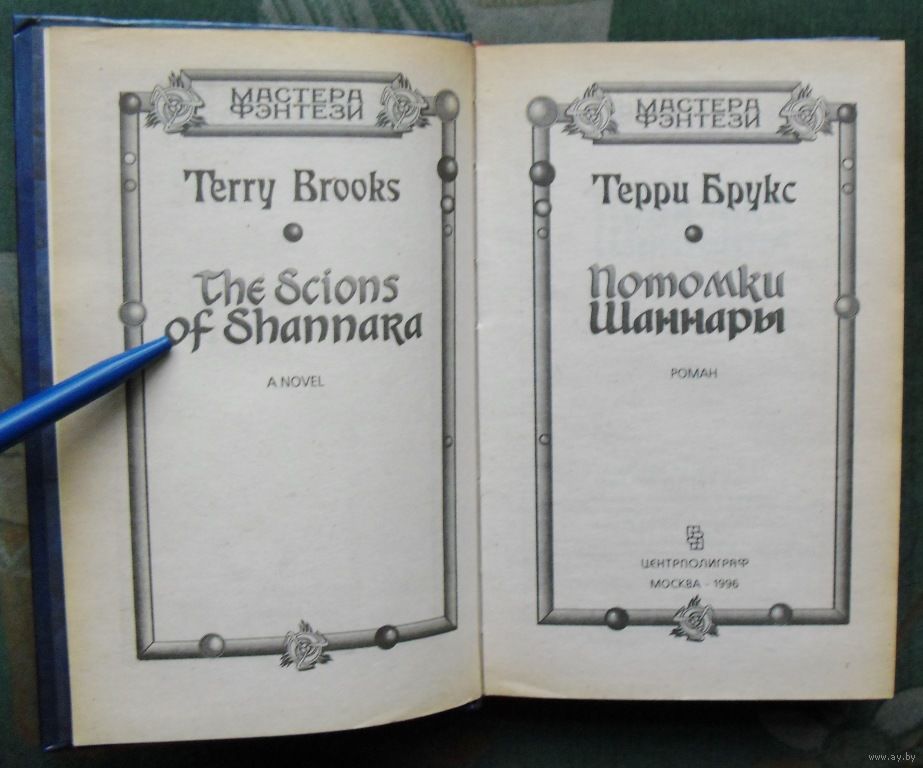 МАСТЕРА
ФЭНТЕЗИ
Terry Brooks
The Scions
of Shannara
A NOVEL
МАСТЕРА
ФЭНТЕЗИ
Терри Брукс
Потомки
Шаннары
РОМАН
ЦЕНТРПОЛИГРАФ
МОСКВА - 1996
www.ay.by